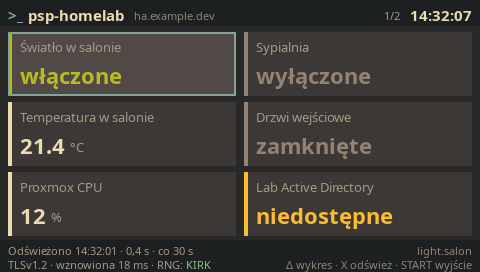 >_ psp-homelab ha.example.dev 1/2 14:32:07
Światło w salonie
włączone
Sypialnia
wyłączone
Temperatura w salonie
21.4 °C
Drzwi wejściowe
zamknięte
Proxmox CPU
12 %
Lab Active Directory
niedostępne
Odświeżono 14:32:01 · 0,4 s · co 30 s light.salon
TLSv1.2 · wznowiona 18 ms · RNG: KIRK Δ wykres · X odśwież · START wyjście